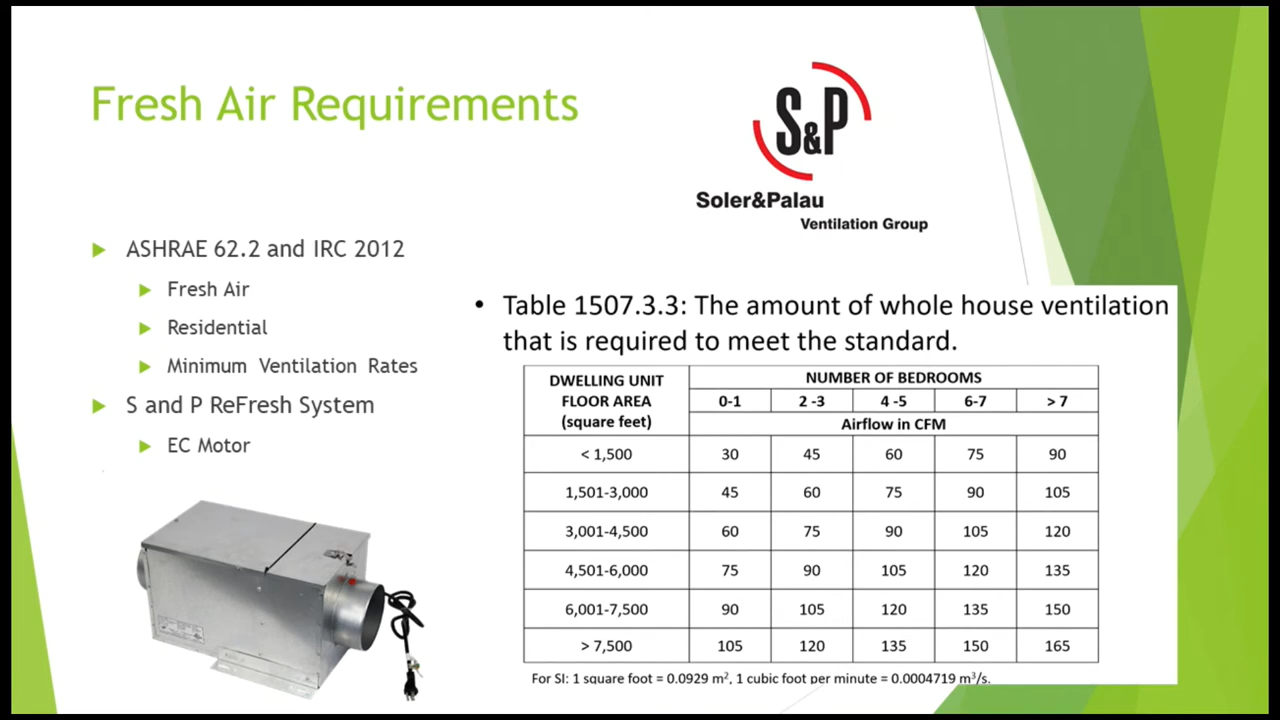 Fresh Air Requirements
S&P
Soler&Palau
Ventilation Group
ASHRAE 62.2 and IRC 2012
Fresh Air
Residential
Minimum Ventilation Rates
S and P ReFresh System
EC Motor
• Table 1507.3.3: The amount of whole house ventilation
that is required to meet the standard.
DWELLING UNIT FLOOR AREA (square feet) NUMBER OF BEDROOMS
0-1 2 -3 4 -5 6-7 > 7
Airflow in CFM
< 1,500 30 45 60 75 90
1,501-3,000 45 60 75 90 105
3,001-4,500 60 75 90 105 120
4,501-6,000 75 90 105 120 135
6,001-7,500 90 105 120 135 150
> 7,500 105 120 135 150 165
For SI: 1 square foot = 0.0929 m², 1 cubic foot per minute = 0.0004719 m³/s.